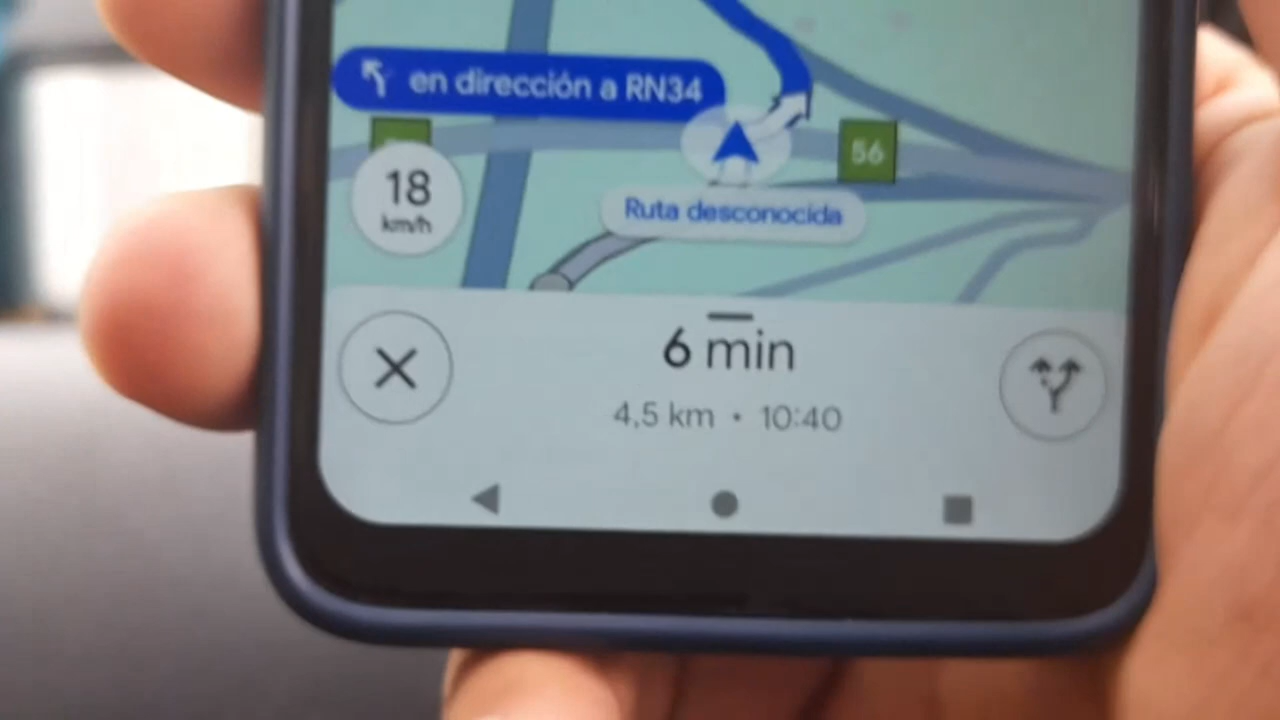 en dirección a RN34
56
18
km/h
Ruta desconocida
6 min
4,5 km • 10:40